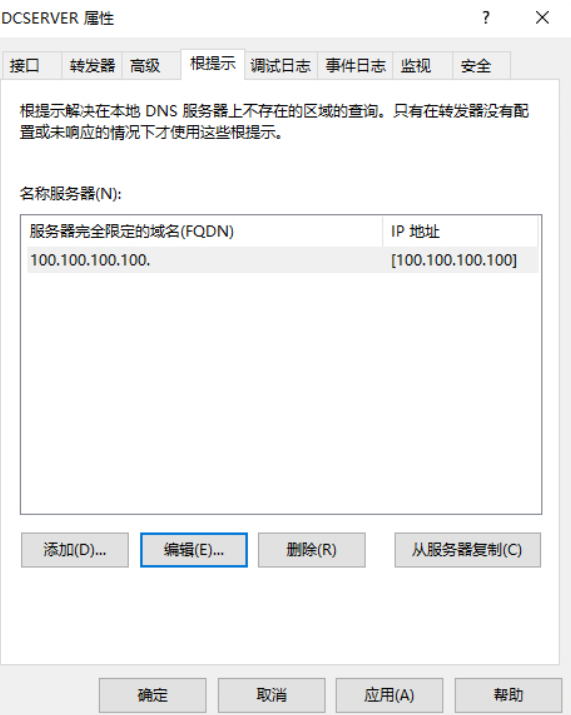 DCSERVER 属性
?
接口 转发器 高级 根提示 调试日志 事件日志 监视 安全
根提示解决在本地 DNS 服务器上不存在的区域的查询。只有在转发器没有配
置或未响应的情况下才使用这些根提示。
名称服务器(N):
服务器完全限定的域名(FQDN) IP 地址
100.100.100.100. [100.100.100.100]
添加(D)... 编辑(E)... 删除(R) 从服务器复制(C)
确定 取消 应用(A) 帮助